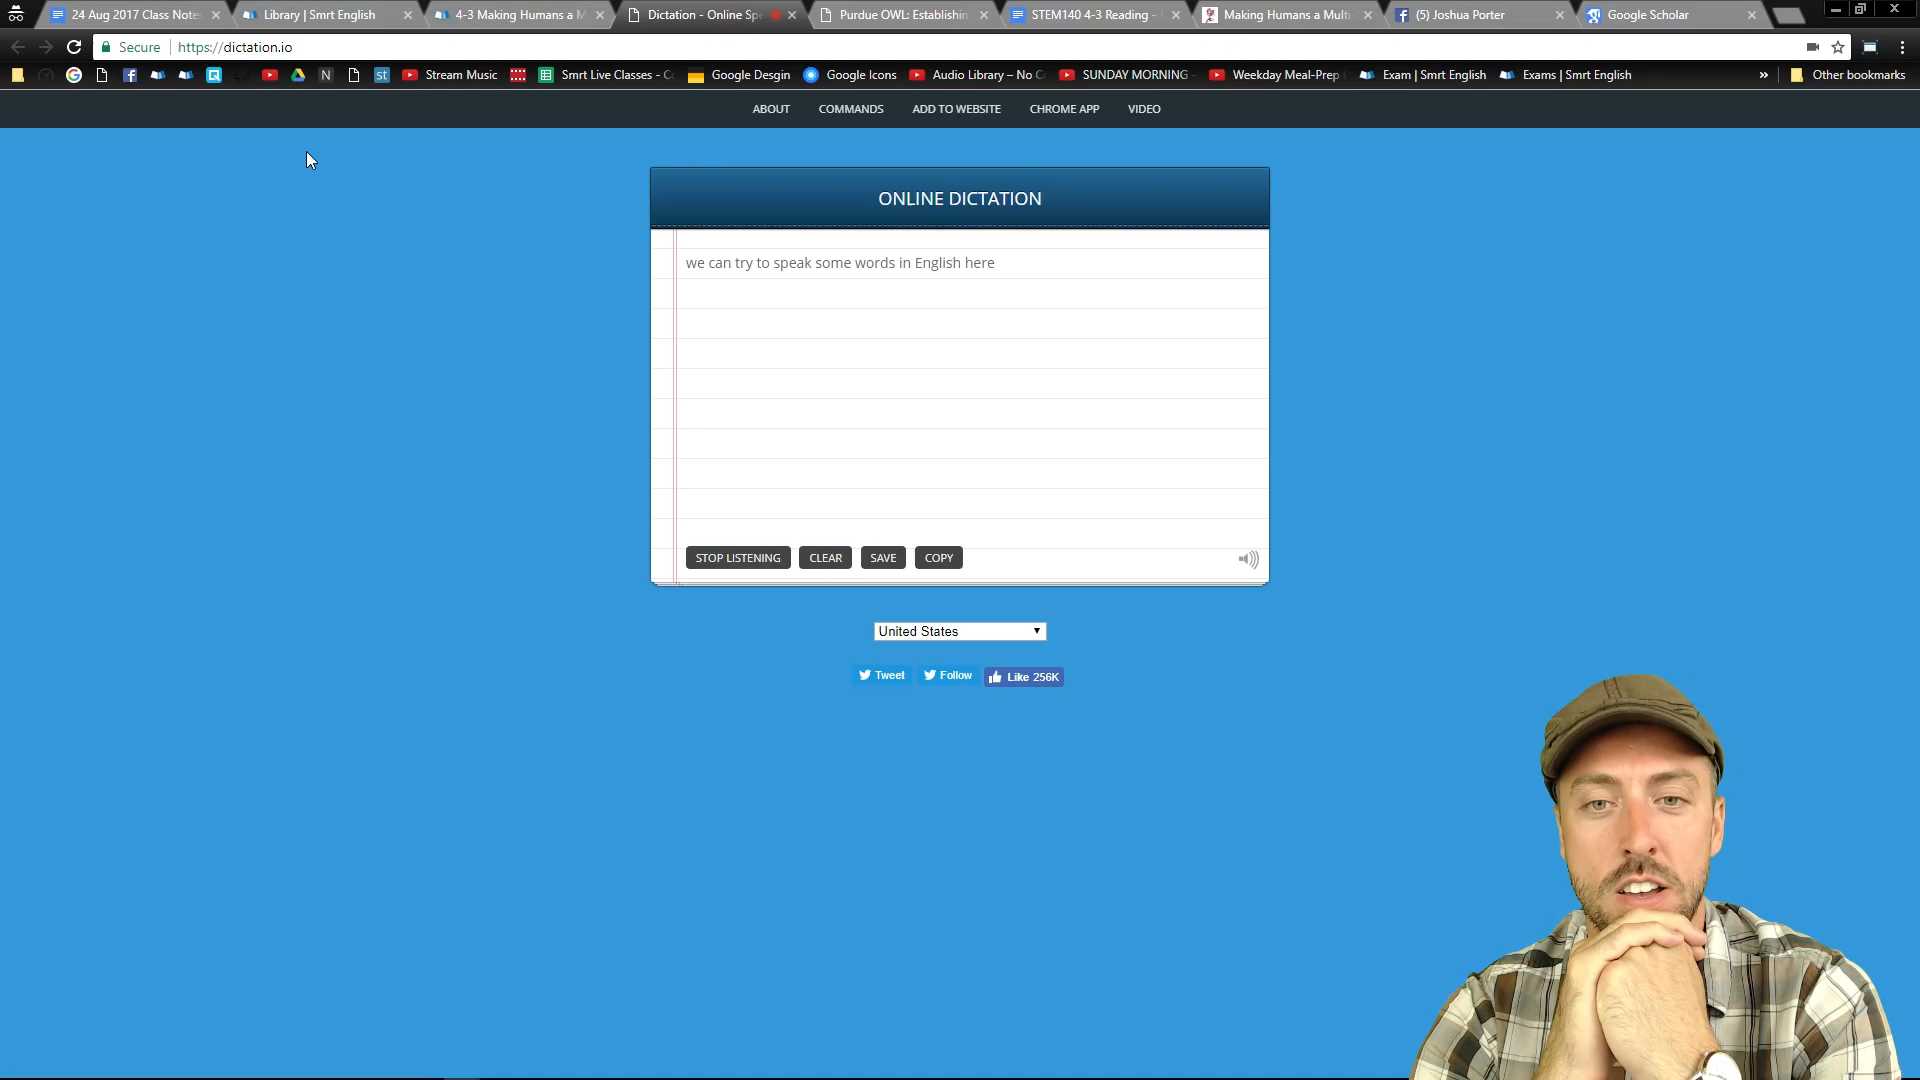 24 Aug 2017 Class Notes
Library | Smrt English
4-3 Making Humans a M
Dictation - Online Spe
Purdue OWL: Establishin
STEM140 4-3 Reading -
Making Humans a Multi
(5) Joshua Porter
Google Scholar
Secure https://dictation.io
Stream Music
Smrt Live Classes - C
Google Desgin
Google Icons
Audio Library – No C
SUNDAY MORNING
Weekday Meal-Prep
Exam | Smrt English
Exams | Smrt English
» Other bookmarks
ABOUT COMMANDS ADD TO WEBSITE CHROME APP VIDEO
ONLINE DICTATION
we can try to speak some words in English here
STOP LISTENING CLEAR SAVE COPY
United States
Tweet Follow Like 256K